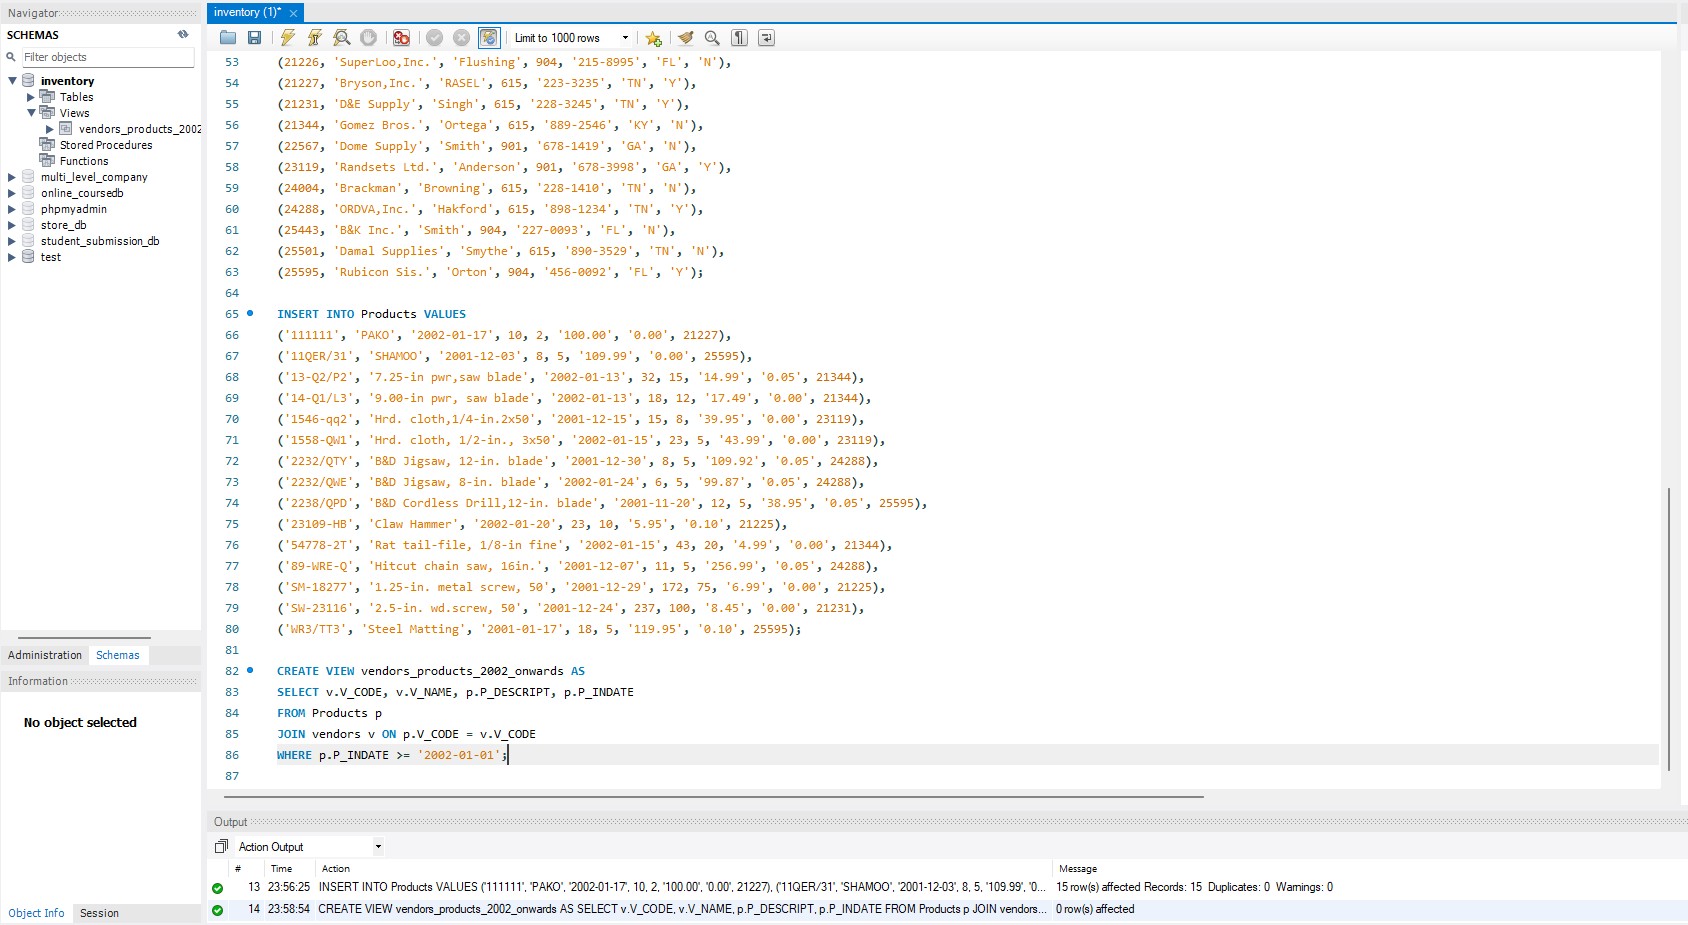 Navigator
SCHEMAS
Filter objects
inventory
Tables
Views
vendors_products_2002
Stored Procedures
Functions
multi_level_company
online_coursedb
phpmyadmin
store_db
student_submission_db
test
Administration Schemas
Information
No object selected
Object Info Session
inventory (1)*
Limit to 1000 rows
53 (21226, 'SuperLoo,Inc.', 'Flushing', 904, '215-8995', 'FL', 'N'),
54 (21227, 'Bryson,Inc.', 'RASEL', 615, '223-3235', 'TN', 'Y'),
55 (21231, 'D&E Supply', 'Singh', 615, '228-3245', 'TN', 'Y'),
56 (21344, 'Gomez Bros.', 'Ortega', 615, '889-2546', 'KY', 'N'),
57 (22567, 'Dome Supply', 'Smith', 901, '678-1419', 'GA', 'N'),
58 (23119, 'Randsets Ltd.', 'Anderson', 901, '678-3998', 'GA', 'Y'),
59 (24004, 'Brackman', 'Browning', 615, '228-1410', 'TN', 'N'),
60 (24288, 'ORDVA,Inc.', 'Hakford', 615, '898-1234', 'TN', 'Y'),
61 (25443, 'B&K Inc.', 'Smith', 904, '227-0093', 'FL', 'N'),
62 (25501, 'Damal Supplies', 'Smythe', 615, '890-3529', 'TN', 'N'),
63 (25595, 'Rubicon Sis.', 'Orton', 904, '456-0092', 'FL', 'Y');
64
65 INSERT INTO Products VALUES
66 ('111111', 'PAKO', '2002-01-17', 10, 2, '100.00', '0.00', 21227),
67 ('11QER/31', 'SHAMOO', '2001-12-03', 8, 5, '109.99', '0.00', 25595),
68 ('13-Q2/P2', '7.25-in pwr,saw blade', '2002-01-13', 32, 15, '14.99', '0.05', 21344),
69 ('14-Q1/L3', '9.00-in pwr, saw blade', '2002-01-13', 18, 12, '17.49', '0.00', 21344),
70 ('1546-qq2', 'Hrd. cloth,1/4-in.2x50', '2001-12-15', 15, 8, '39.95', '0.00', 23119),
71 ('1558-QW1', 'Hrd. cloth, 1/2-in., 3x50', '2002-01-15', 23, 5, '43.99', '0.00', 23119),
72 ('2232/QTY', 'B&D Jigsaw, 12-in. blade', '2001-12-30', 8, 5, '109.92', '0.05', 24288),
73 ('2232/QWE', 'B&D Jigsaw, 8-in. blade', '2002-01-24', 6, 5, '99.87', '0.05', 24288),
74 ('2238/QPD', 'B&D Cordless Drill,12-in. blade', '2001-11-20', 12, 5, '38.95', '0.05', 25595),
75 ('23109-HB', 'Claw Hammer', '2002-01-20', 23, 10, '5.95', '0.10', 21225),
76 ('54778-2T', 'Rat tail-file, 1/8-in fine', '2002-01-15', 43, 20, '4.99', '0.00', 21344),
77 ('89-WRE-Q', 'Hitcut chain saw, 16in.', '2001-12-07', 11, 5, '256.99', '0.05', 24288),
78 ('SM-18277', '1.25-in. metal screw, 50', '2001-12-29', 172, 75, '6.99', '0.00', 21225),
79 ('SW-23116', '2.5-in. wd.screw, 50', '2001-12-24', 237, 100, '8.45', '0.00', 21231),
80 ('WR3/TT3', 'Steel Matting', '2001-01-17', 18, 5, '119.95', '0.10', 25595);
81
82 CREATE VIEW vendors_products_2002_onwards AS
83 SELECT v.V_CODE, v.V_NAME, p.P_DESCRIPT, p.P_INDATE
84 FROM Products p
85 JOIN vendors v ON p.V_CODE = v.V_CODE
86 WHERE p.P_INDATE >= '2002-01-01';
87
Output
Action Output
# Time Action Message
13 23:56:25 INSERT INTO Products VALUES ('111111', 'PAKO', '2002-01-17', 10, 2, '100.00', '0.00', 21227), ('11QER/31', 'SHAMOO', '2001-12-03', 8, 5, '109.99', '0... 15 row(s) affected Records: 15 Duplicates: 0 Warnings: 0
14 23:58:54 CREATE VIEW vendors_products_2002_onwards AS SELECT v.V_CODE, v.V_NAME, p.P_DESCRIPT, p.P_INDATE FROM Products p JOIN vendors... 0 row(s) affected